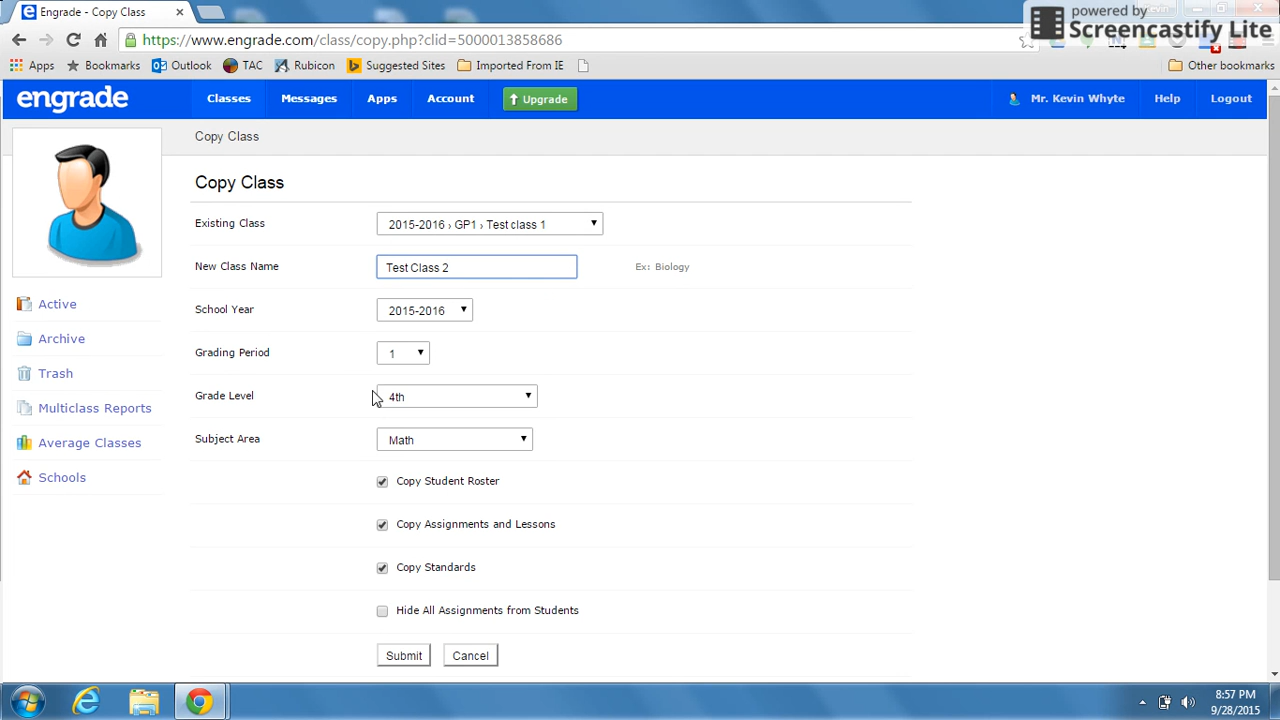 Engrade - Copy Class
powered by
Screencastify Lite
https://www.engrade.com/class/copy.php?ldid=
Apps Bookmarks Outlook TAC Rubicon Suggested Sites Imported From IE Other bookmarks
engrade Classes Messages Apps Account Upgrade Mr. Kevin Whyte Help Logout
Copy Class
Copy Class
Existing Class 2015-2016 › GP1 › Test class 1
New Class Name Test Class 2 Ex: Biology
School Year 2015-2016
Grading Period 1
Grade Level 4th
Subject Area Math
Copy Student Roster
Copy Assignments and Lessons
Copy Standards
Hide All Assignments from Students
Submit Cancel
Active
Archive
Trash
Multiclass Reports
Average Classes
Schools
8:57 PM
9/28/2015